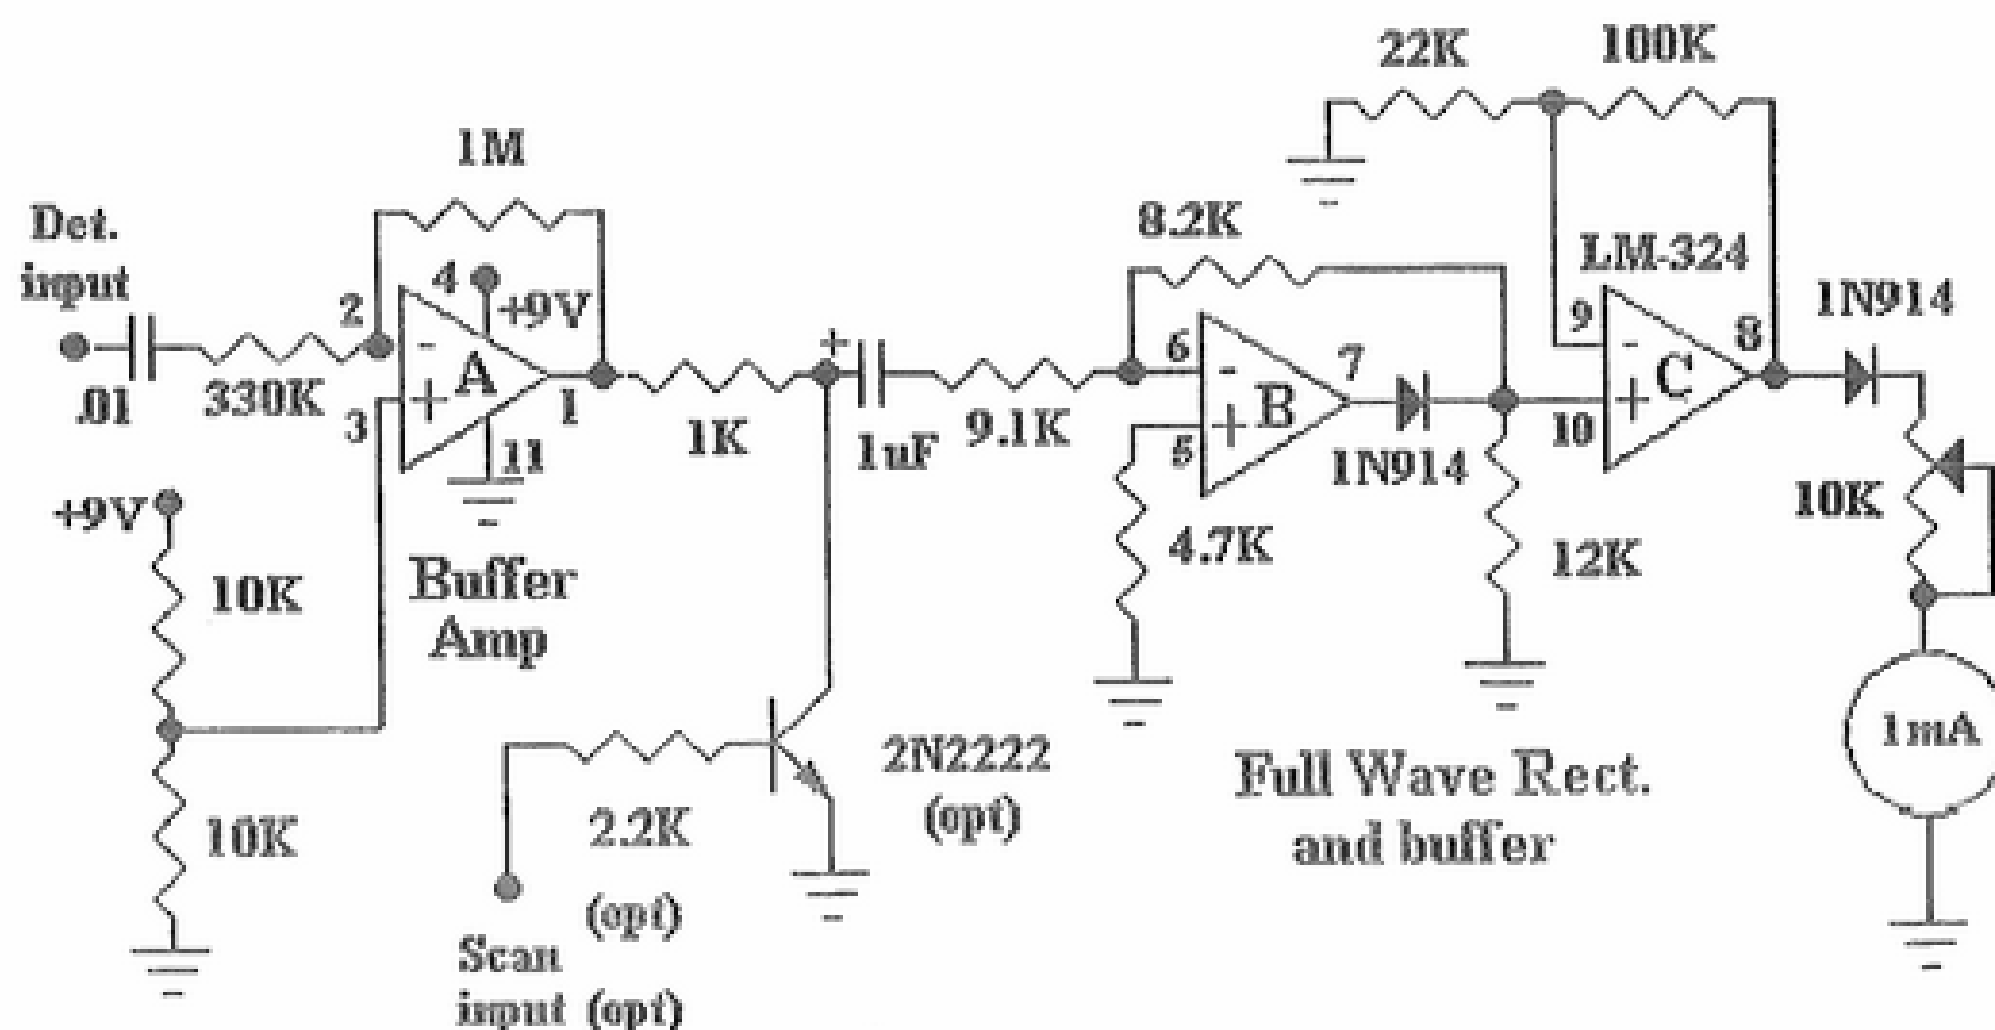 22K
100K
1M
Det.
input
.01
330K
2
3
4
+9V
-
+
A
1
11
Buffer
Amp
+9V
10K
10K
1K
+
1uF
9.1K
8.2K
6
5
-
+
B
7
1N914
4.7K
12K
LM-324
9
10
-
+
C
8
1N914
10K
1mA
2N2222
(opt)
2.2K
(opt)
Scan
input (opt)
Full Wave Rect.
and buffer